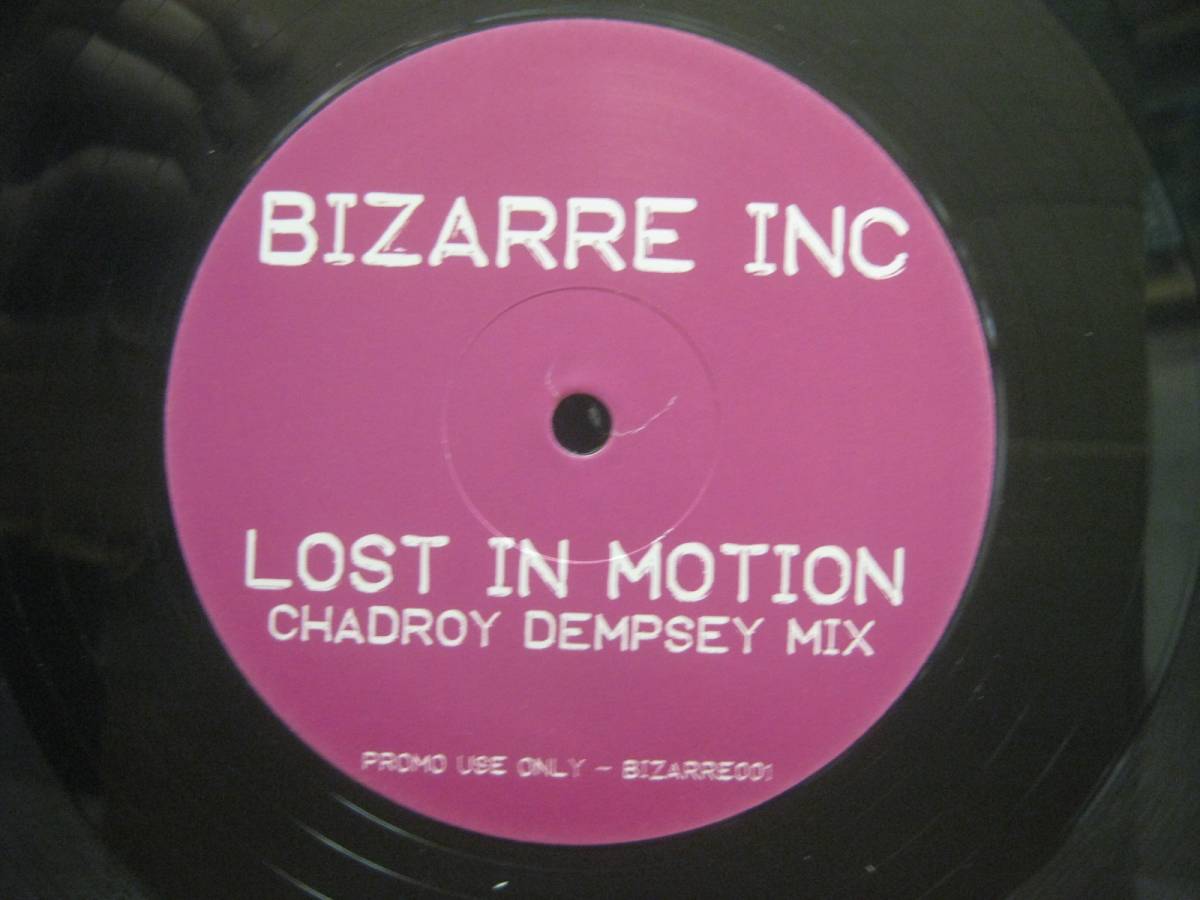 BIZARRE INC
LOST IN MOTION
CHADROY DEMPSEY MIX
PROMO USE ONLY - BIZARRE001